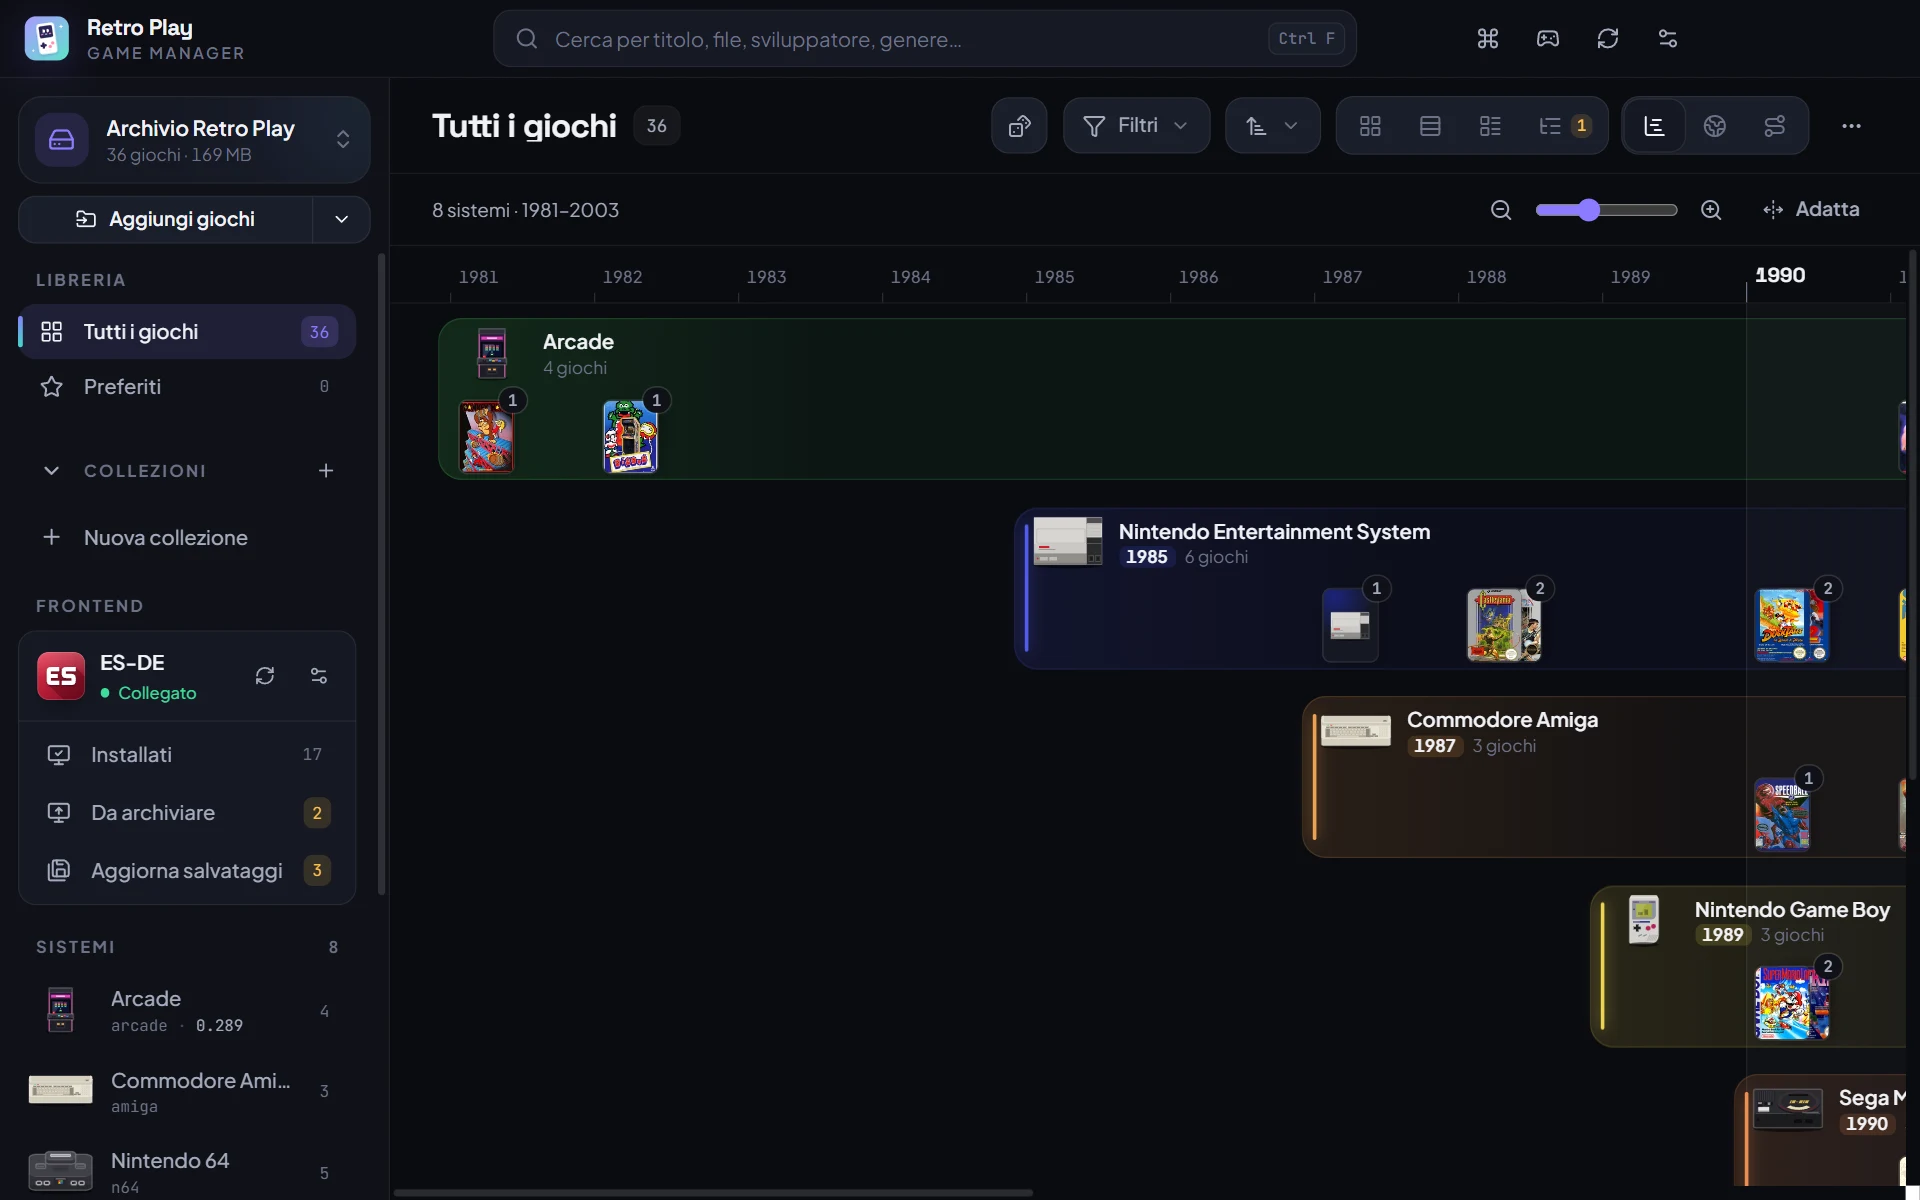 Retro Play
GAME MANAGER
Cerca per titolo, file, sviluppatore, genere...
Ctrl F
Archivio Retro Play
36 giochi · 169 MB
Aggiungi giochi
LIBRERIA
Tutti i giochi 36
Preferiti 0
COLLEZIONI
Nuova collezione
FRONTEND
ES
ES-DE
Collegato
Installati 17
Da archiviare 2
Aggiorna salvataggi 3
SISTEMI 8
Arcade 4
arcade · 0.289
Commodore Ami... 3
amiga
Nintendo 64 5
n64
Tutti i giochi 36
Filtri
1
8 sistemi · 1981–2003
Adatta
1981 1982 1983 1984 1985 1986 1987 1988 1989 1990
Arcade
4 giochi
1 1
Nintendo Entertainment System
1985 6 giochi
1 2 2
Commodore Amiga
1987 3 giochi
1
SPEEDBALL
Nintendo Game Boy
1989 3 giochi
2
Sega M
1990